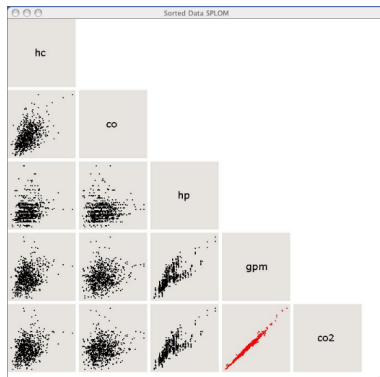 Sorted Data SPLOM
hc
co
hp
gpm
co2